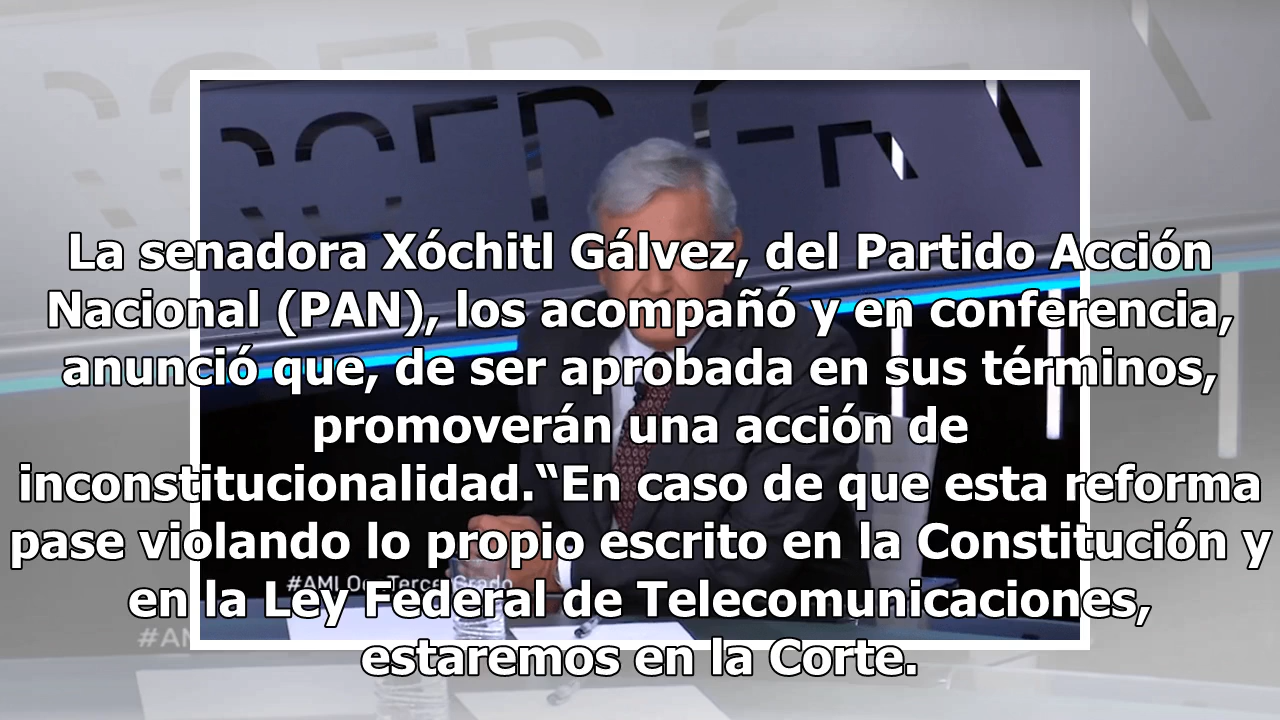 La senadora Xóchitl Gálvez, del Partido Acción
Nacional (PAN), los acompañó y en conferencia,
anunció que, de ser aprobada en sus términos,
promoverán una acción de
inconstitucionalidad.“En caso de que esta reforma
pase violando lo propio escrito en la Constitución y
en la Ley Federal de Telecomunicaciones,
estaremos en la Corte.
#AMLOenTercerGrado
#AM